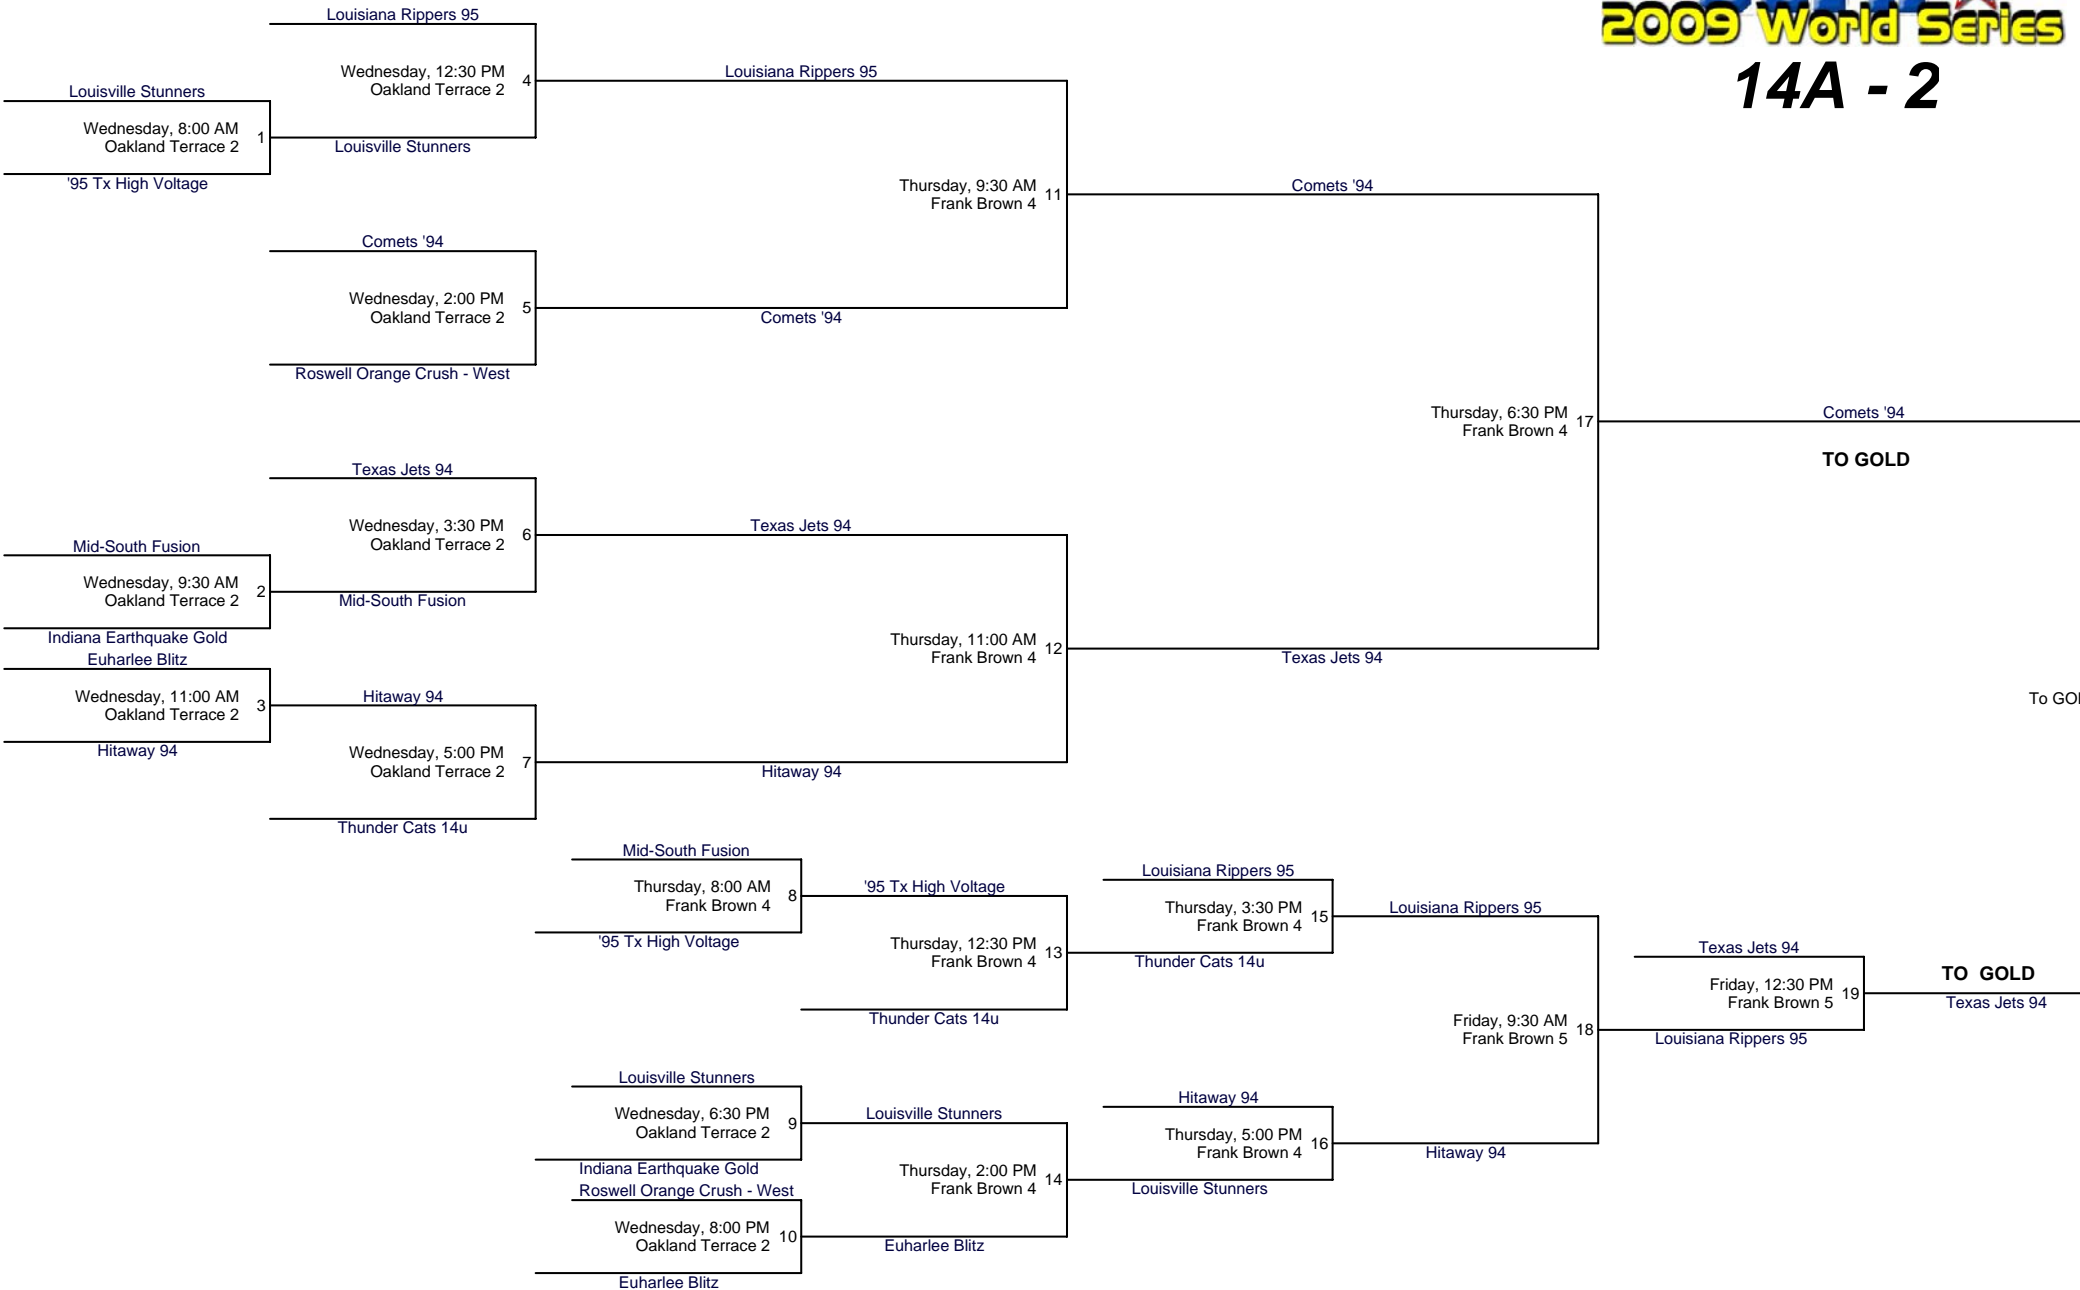 2009 World Series
14A - 2
Louisiana Rippers 95
Wednesday, 12:30 PM
Oakland Terrace 2
4
Louisiana Rippers 95
Louisville Stunners
Wednesday, 8:00 AM
Oakland Terrace 2
1
Louisville Stunners
'95 Tx High Voltage
Thursday, 9:30 AM
Frank Brown 4
11
Comets '94
Comets '94
Wednesday, 2:00 PM
Oakland Terrace 2
5
Comets '94
Roswell Orange Crush - West
Thursday, 6:30 PM
Frank Brown 4
17
Comets '94
TO GOLD
Texas Jets 94
Wednesday, 3:30 PM
Oakland Terrace 2
6
Texas Jets 94
Mid-South Fusion
Wednesday, 9:30 AM
Oakland Terrace 2
2
Mid-South Fusion
Indiana Earthquake Gold
Thursday, 11:00 AM
Frank Brown 4
12
Texas Jets 94
Euharlee Blitz
Wednesday, 11:00 AM
Oakland Terrace 2
3
Hitaway 94
Hitaway 94
To GOL
Wednesday, 5:00 PM
Oakland Terrace 2
7
Hitaway 94
Thunder Cats 14u
Mid-South Fusion
Thursday, 8:00 AM
Frank Brown 4
8
'95 Tx High Voltage
'95 Tx High Voltage
Thursday, 12:30 PM
Frank Brown 4
13
Thunder Cats 14u
Thunder Cats 14u
Louisiana Rippers 95
Thursday, 3:30 PM
Frank Brown 4
15
Louisiana Rippers 95
Friday, 9:30 AM
Frank Brown 5
18
Louisiana Rippers 95
Texas Jets 94
Friday, 12:30 PM
Frank Brown 5
19
TO GOLD
Texas Jets 94
Louisville Stunners
Wednesday, 6:30 PM
Oakland Terrace 2
9
Louisville Stunners
Indiana Earthquake Gold
Thursday, 2:00 PM
Frank Brown 4
14
Louisville Stunners
Hitaway 94
Thursday, 5:00 PM
Frank Brown 4
16
Hitaway 94
Roswell Orange Crush - West
Wednesday, 8:00 PM
Oakland Terrace 2
10
Euharlee Blitz
Euharlee Blitz